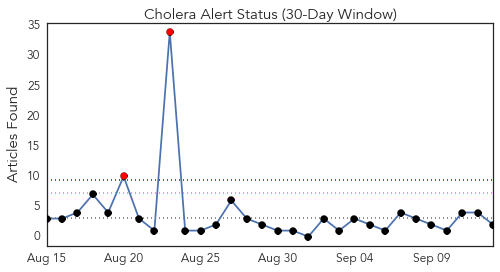 Cholera Alert Status (30-Day Window)
Articles Found
35
30
25
20
15
10
5
0
Aug 15 Aug 20 Aug 25 Aug 30 Sep 04 Sep 09